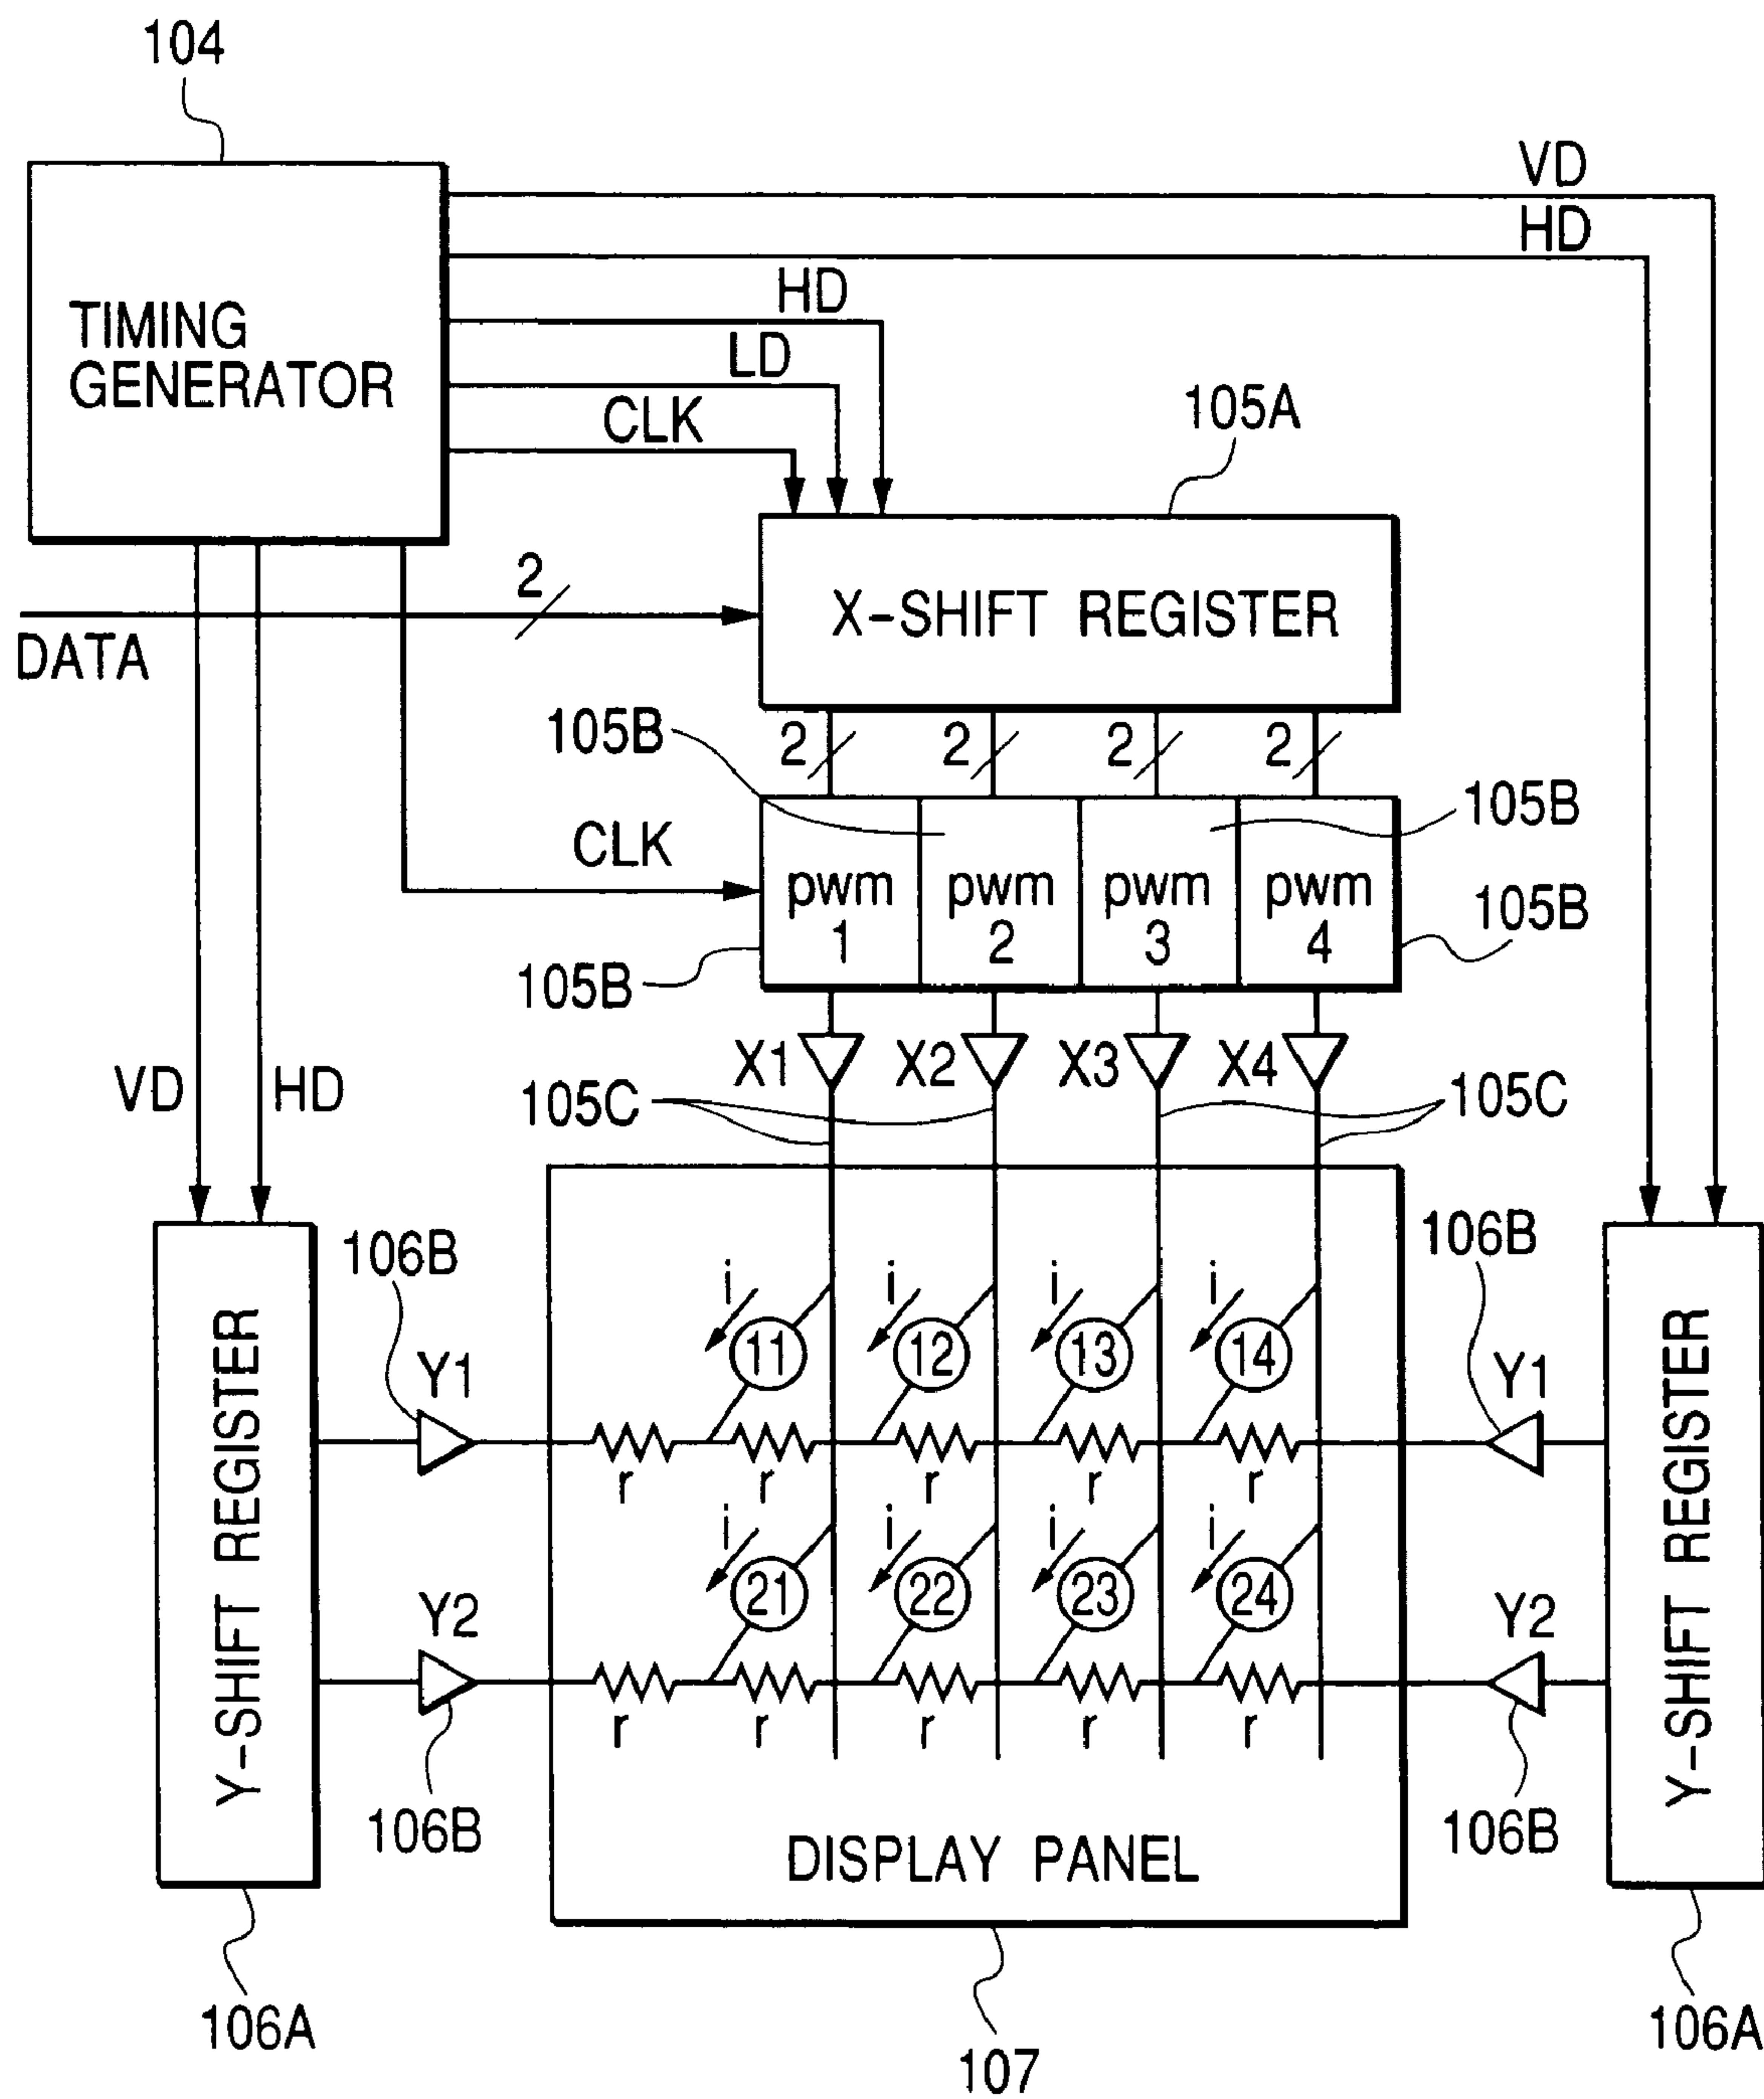 104
VD
HD
HD
TIMING
GENERATOR
LD
CLK
105A
2
X-SHIFT REGISTER
DATA
105B
2
2
2
2
105B
CLK
pwm
1
pwm
2
pwm
3
pwm
4
105B
105B
X1
X2
X3
X4
VD
HD
105C
105C
106B
106B
i
i
i
i
11
12
13
14
Y1
Y1
r
r
r
r
r
Y-SHIFT REGISTER
Y-SHIFT REGISTER
i
i
i
i
21
22
23
24
Y2
Y2
r
r
r
r
r
106B
106B
DISPLAY PANEL
106A
107
106A